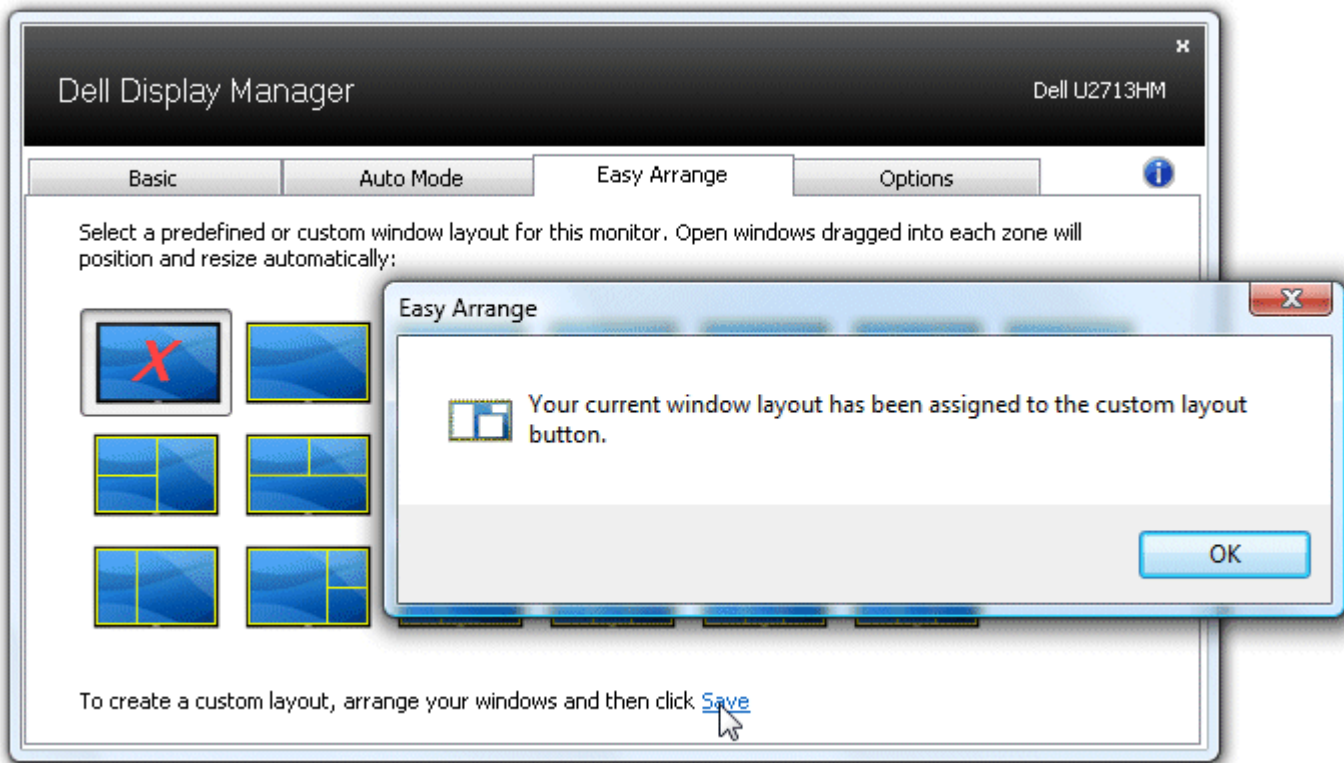 Dell Display Manager
Dell U2713HM
Basic
Auto Mode
Easy Arrange
Options
Select a predefined or custom window layout for this monitor. Open windows dragged into each zone will
position and resize automatically:
Easy Arrange
Your current window layout has been assigned to the custom layout
button.
OK
To create a custom layout, arrange your windows and then click Save